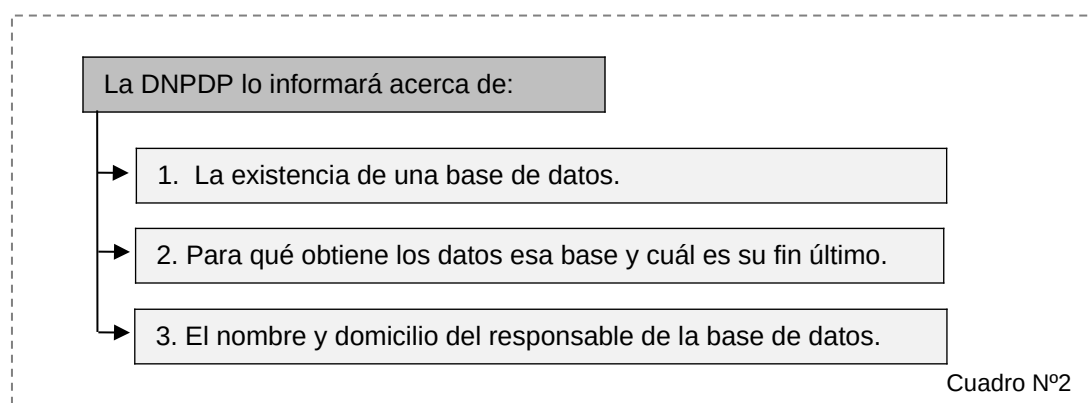 La DNPDP lo informará acerca de:
1. La existencia de una base de datos.
2. Para qué obtiene los datos esa base y cuál es su fin último.
3. El nombre y domicilio del responsable de la base de datos.
Cuadro Nº2